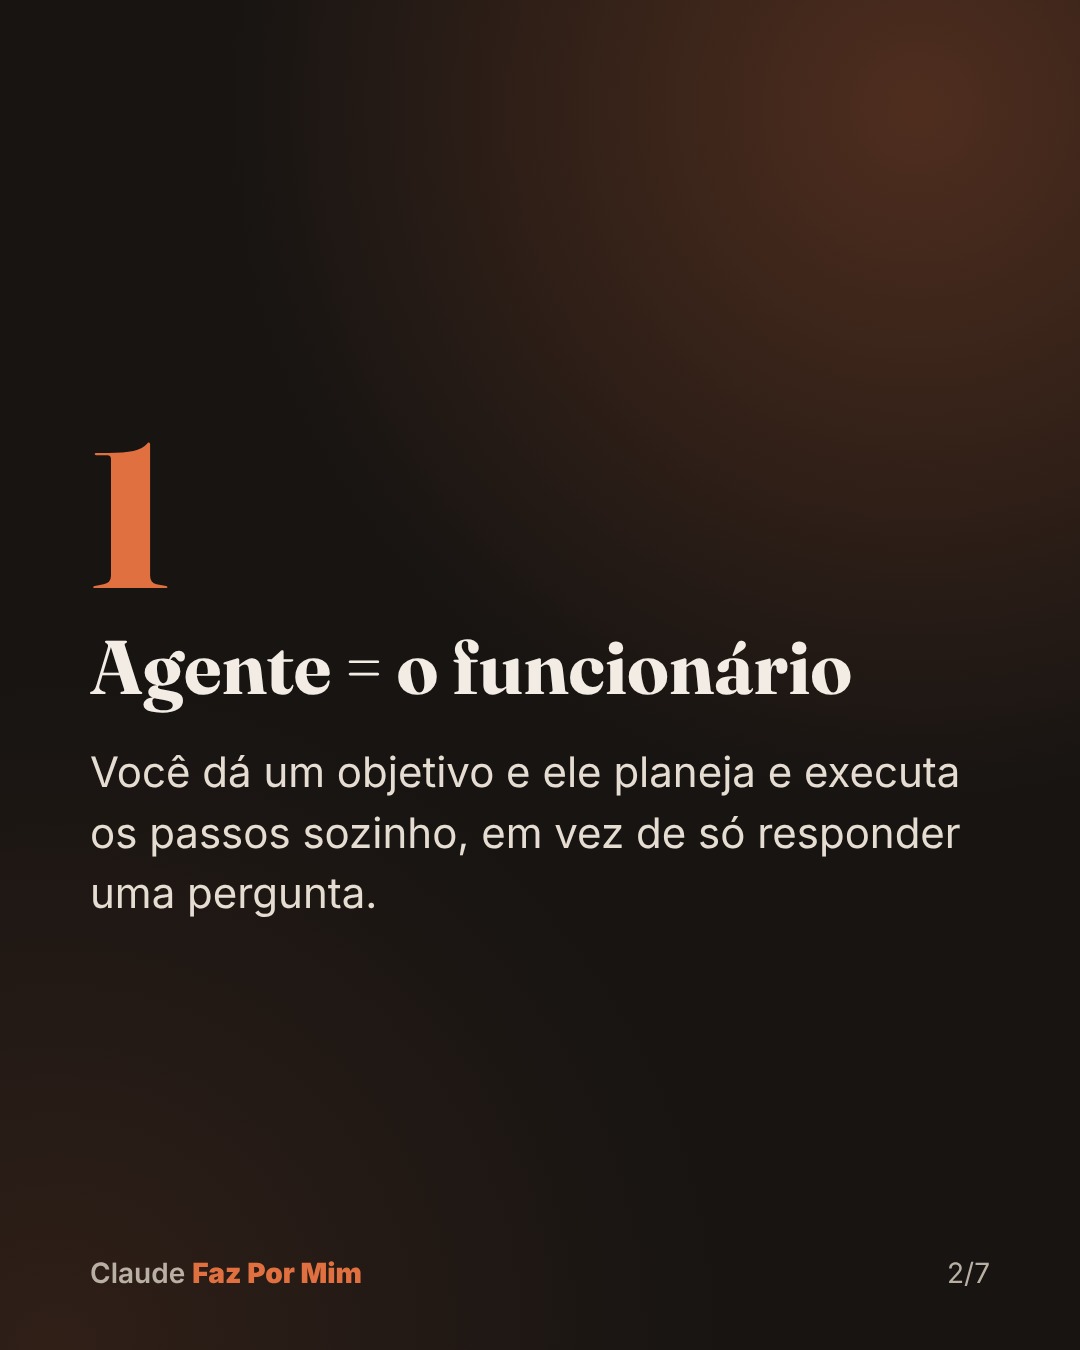 1
Agente = o funcionário
Você dá um objetivo e ele planeja e executa
os passos sozinho, em vez de só responder
uma pergunta.
Claude Faz Por Mim
2/7